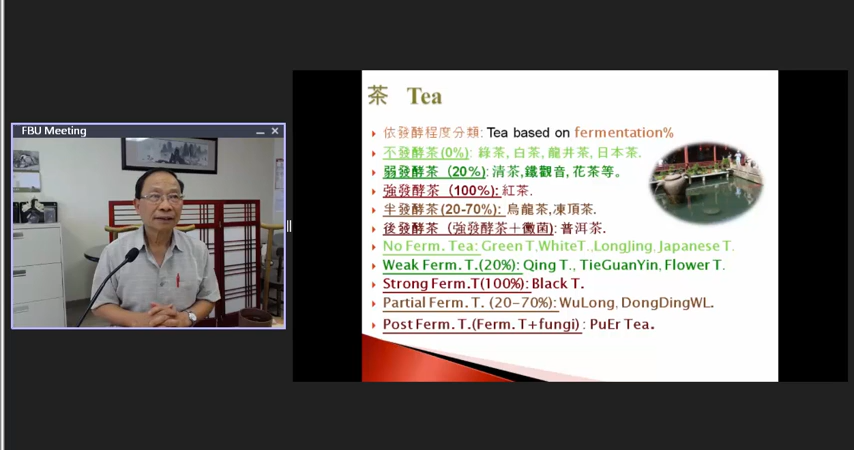 FBU Meeting
茶 Tea
依發酵程度分類: Tea based on fermentation%
不發酵茶(0%): 綠茶, 白茶, 龍井茶, 日本茶.
弱發酵茶 (20%): 清茶,鐵觀音, 花茶等。
強發酵茶 (100%): 紅茶.
半發酵茶(20-70%): 烏龍茶,凍頂茶.
後發酵茶 (強發酵茶＋黴菌): 普洱茶.
No Ferm. Tea: Green T,WhiteT.,LongJing, Japanese T.
Weak Ferm. T.(20%): Qing T., TieGuanYin, Flower T.
Strong Ferm.T(100%): Black T.
Partial Ferm. T. (20-70%): WuLong, DongDingWL.
Post Ferm. T.(Ferm. T+fungi) : PuEr Tea.